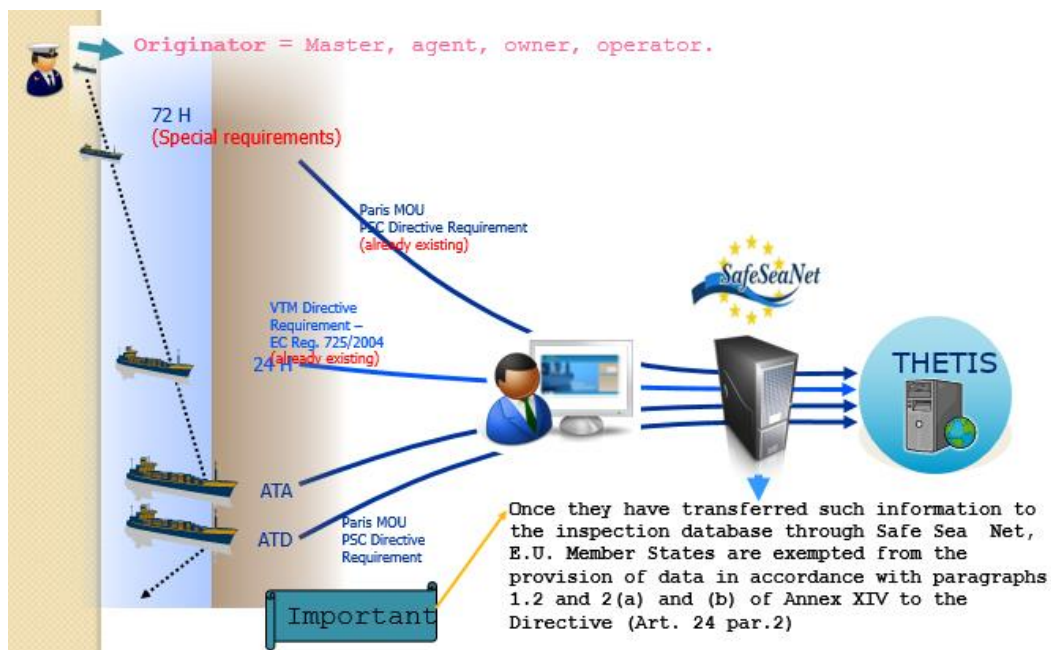 Originator = Master, agent, owner, operator.
72 H
(Special requirements)
Paris MOU
PSC Directive Requirement
(already existing)
SafeSeaNet
VTM Directive
Requirement –
EC Reg. 725/2004
(already existing)
24 H
THETIS
ATA
ATD
Paris MOU
PSC Directive
Requirement
Once they have transferred such information to
the inspection database through Safe Sea Net,
E.U. Member States are exempted from the
provision of data in accordance with paragraphs
1.2 and 2(a) and (b) of Annex XIV to the
Directive (Art. 24 par.2)
Important